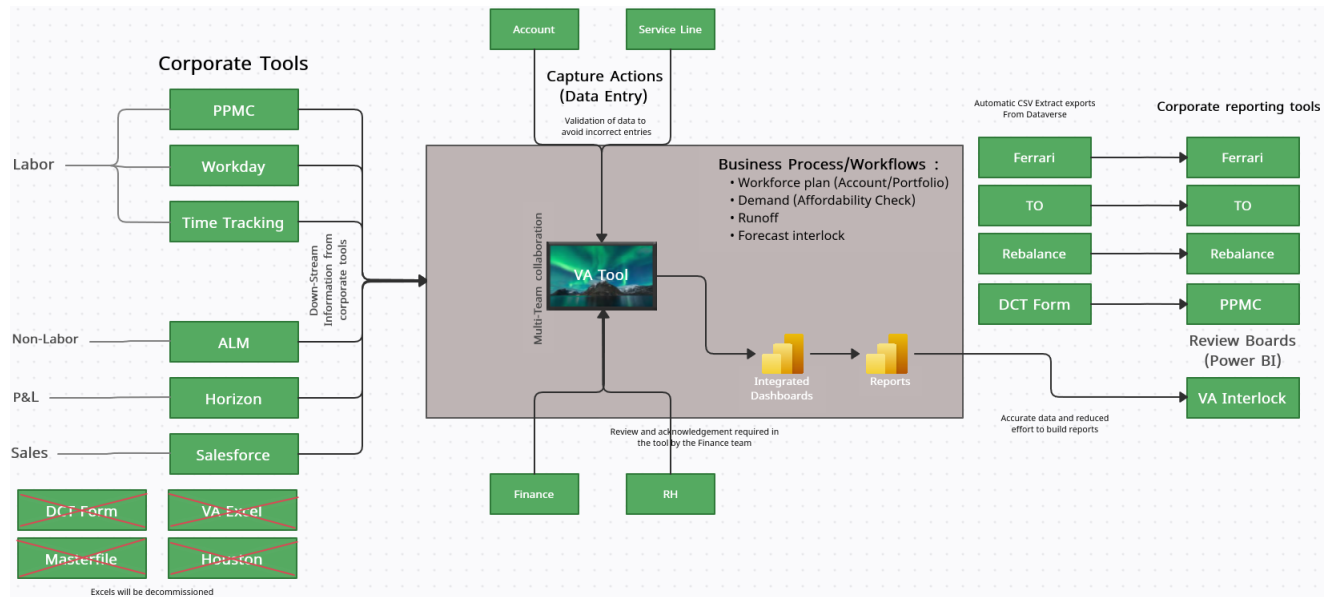 Account
Service Line
Corporate Tools
Capture Actions
(Data Entry)
Validation of data to
avoid incorrect entries
PPMC
Labor
Workday
Time Tracking
Down-Stream
Information from
corporate tools
Non-Labor
ALM
P&L
Horizon
Sales
Salesforce
DCT Form
VA Excel
Masterfile
Houston
Excels will be decommissioned
Business Process/Workflows :
• Workforce plan (Account/Portfolio)
• Demand (Affordability Check)
• Runoff
• Forecast interlock
Multi-Team collaboration
VA Tool
Integrated
Dashboards
Reports
Review and acknowledgement required in
the tool by the Finance team
Finance
RH
Automatic CSV Extract exports
From Dataverse
Corporate reporting tools
Ferrari
Ferrari
TO
TO
Rebalance
Rebalance
DCT Form
PPMC
Review Boards
(Power BI)
VA Interlock
Accurate data and reduced
effort to build reports